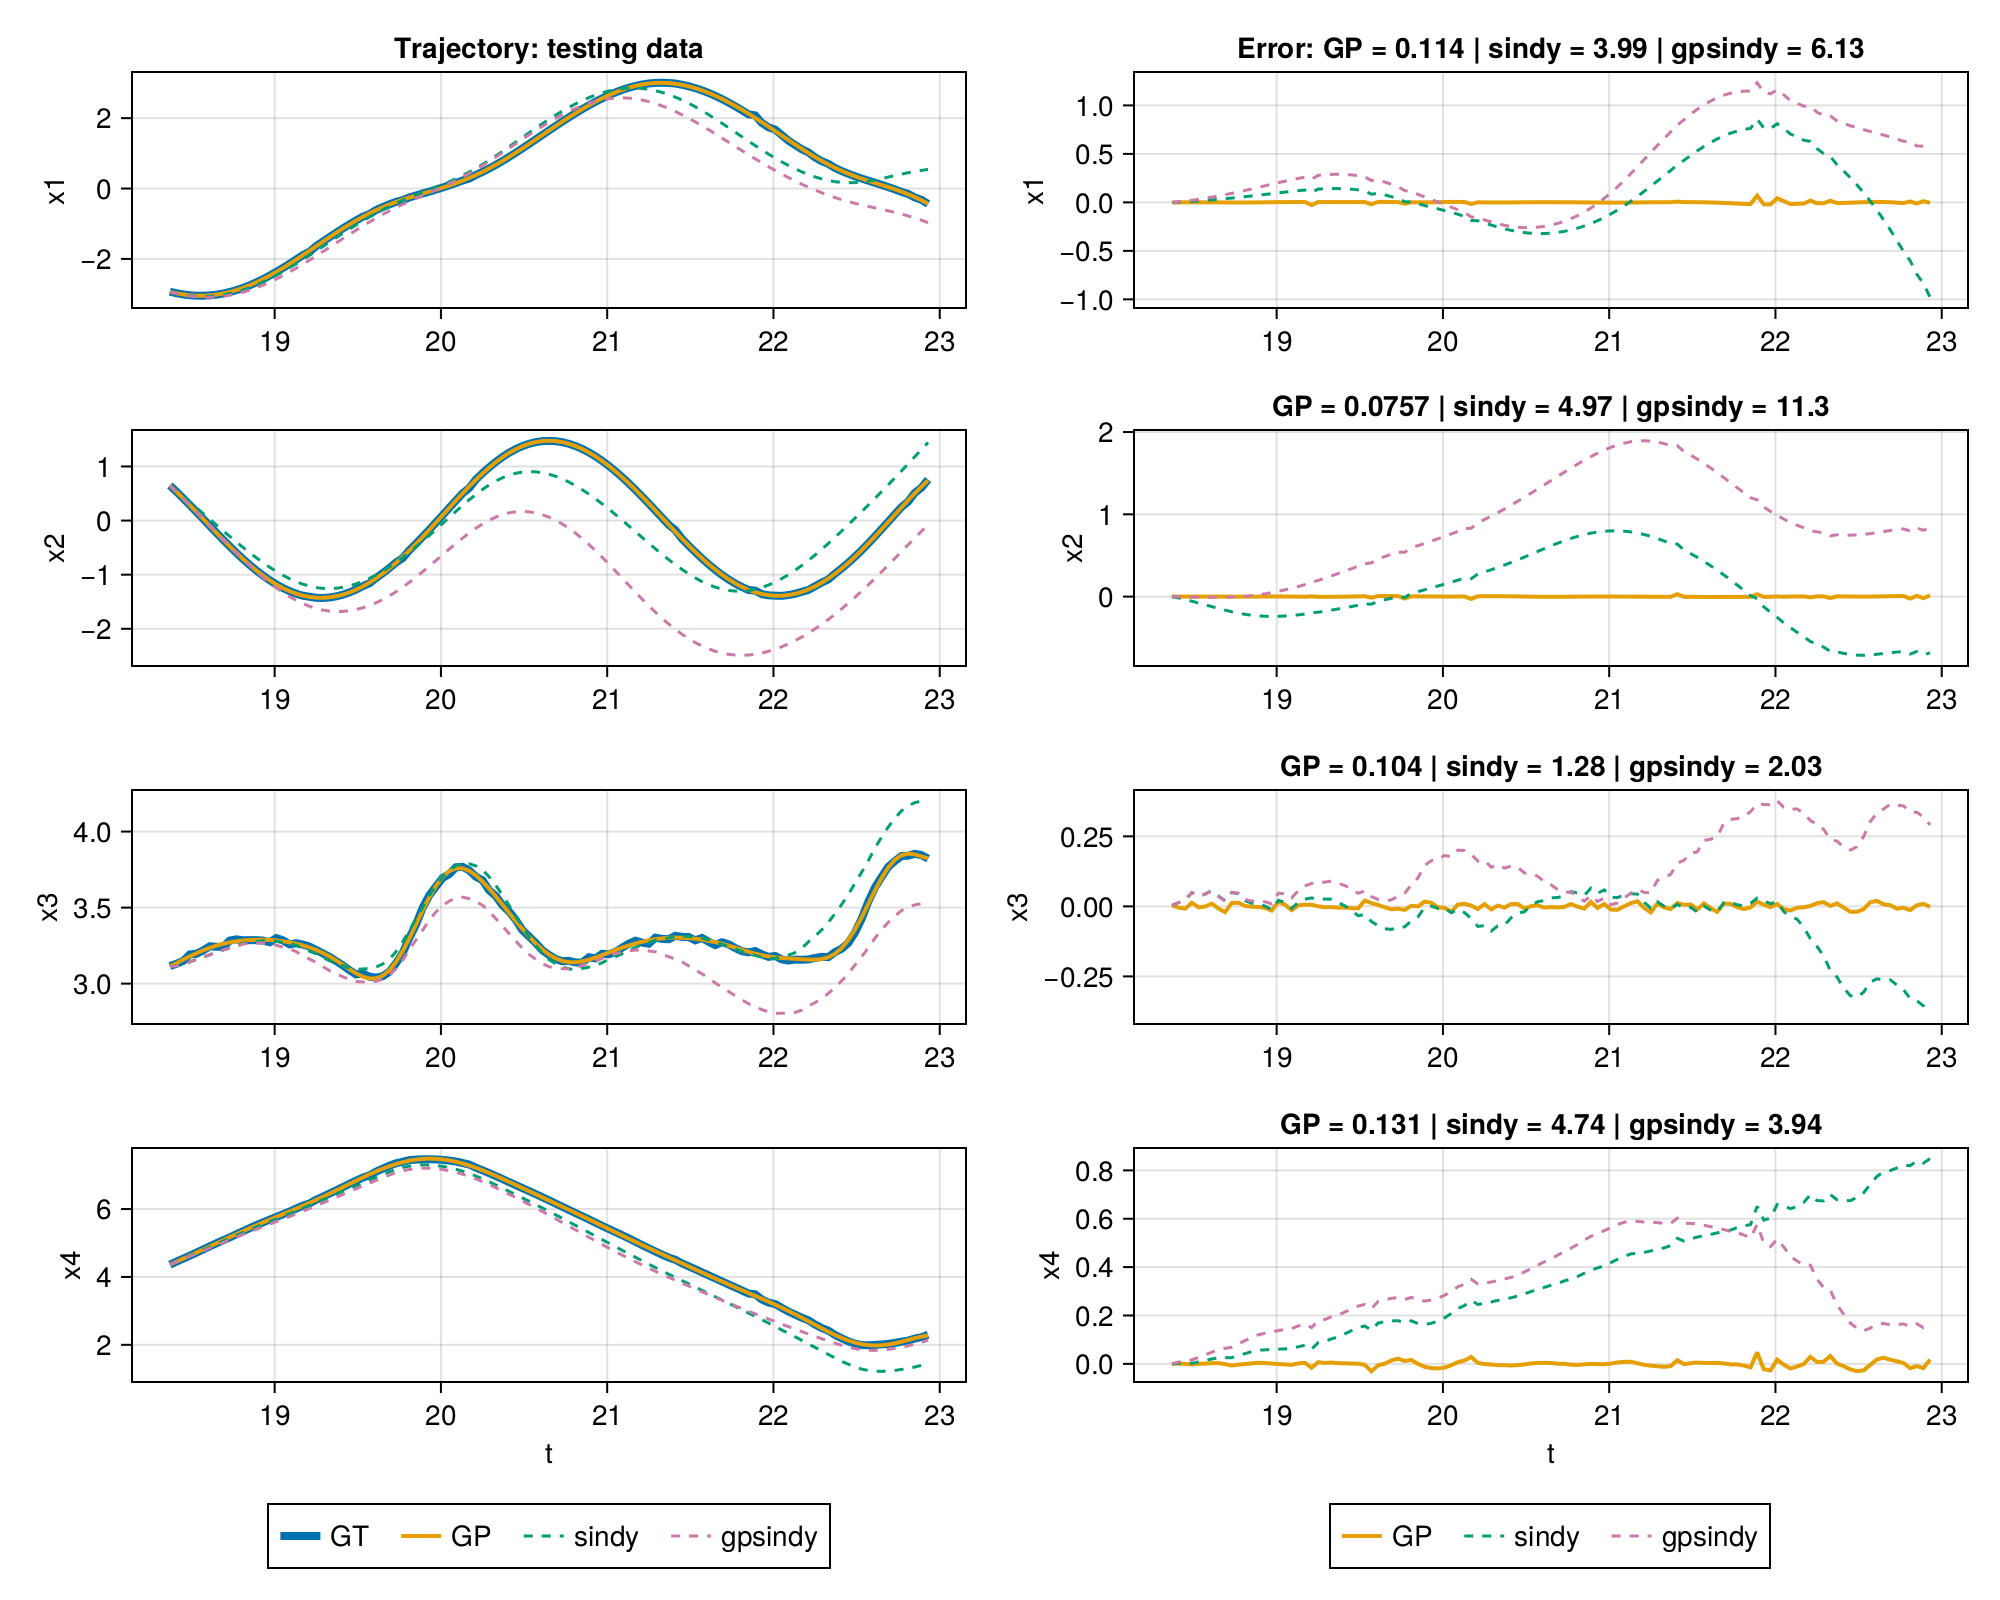 Trajectory: testing data
x1
2
0
−2
19 20 21 22 23
Error: GP = 0.114 | sindy = 3.99 | gpsindy = 6.13
x1
1.0
0.5
0.0
−0.5
−1.0
19 20 21 22 23
x2
1
0
−1
−2
19 20 21 22 23
GP = 0.0757 | sindy = 4.97 | gpsindy = 11.3
x2
2
1
0
19 20 21 22 23
x3
4.0
3.5
3.0
19 20 21 22 23
GP = 0.104 | sindy = 1.28 | gpsindy = 2.03
x3
0.25
0.00
−0.25
19 20 21 22 23
x4
6
4
2
19 20 21 22 23
t
GP = 0.131 | sindy = 4.74 | gpsindy = 3.94
x4
0.8
0.6
0.4
0.2
0.0
19 20 21 22 23
t
GT GP sindy gpsindy
GP sindy gpsindy